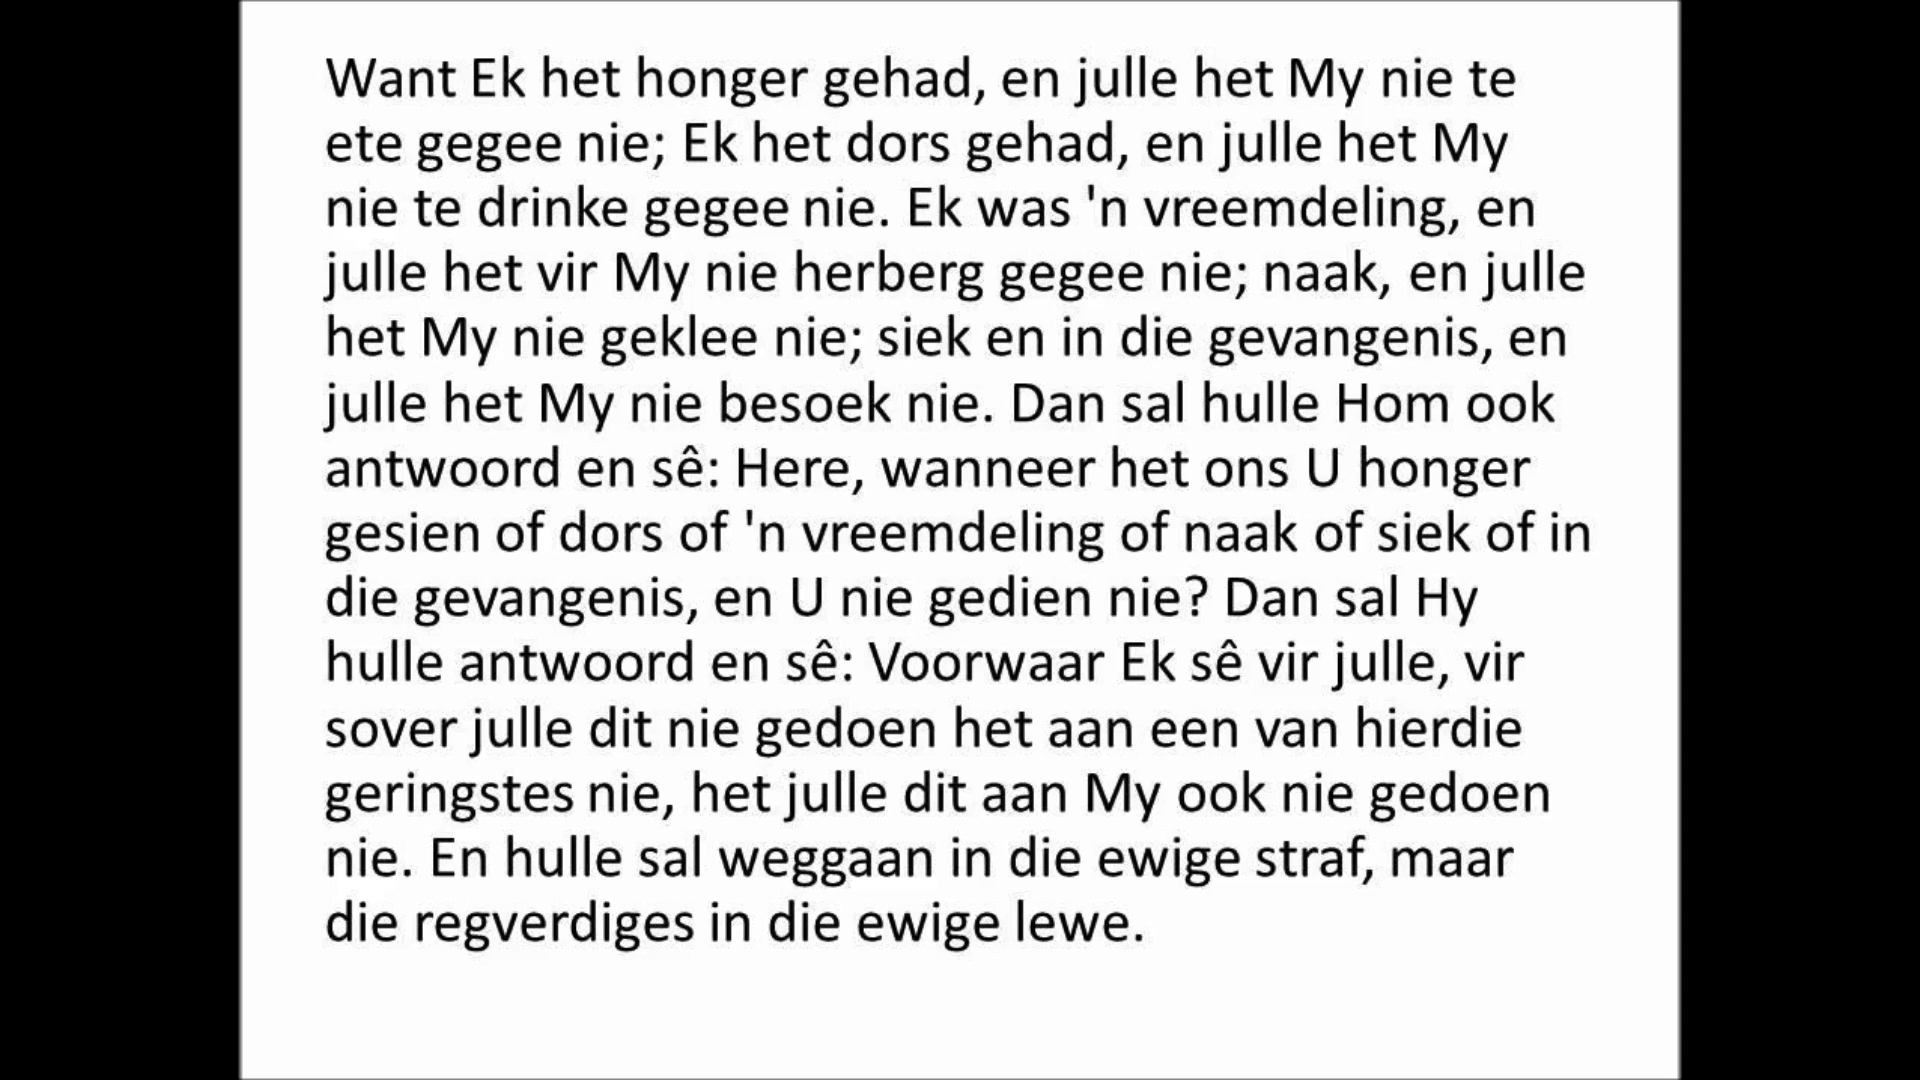 Want Ek het honger gehad, en julle het My nie te
ete gegee nie; Ek het dors gehad, en julle het My
nie te drinke gegee nie. Ek was 'n vreemdeling, en
julle het vir My nie herberg gegee nie; naak, en julle
het My nie geklee nie; siek en in die gevangenis, en
julle het My nie besoek nie. Dan sal hulle Hom ook
antwoord en sê: Here, wanneer het ons U honger
gesien of dors of 'n vreemdeling of naak of siek of in
die gevangenis, en U nie gedien nie? Dan sal Hy
hulle antwoord en sê: Voorwaar Ek sê vir julle, vir
sover julle dit nie gedoen het aan een van hierdie
geringstes nie, het julle dit aan My ook nie gedoen
nie. En hulle sal weggaan in die ewige straf, maar
die regverdiges in die ewige lewe.